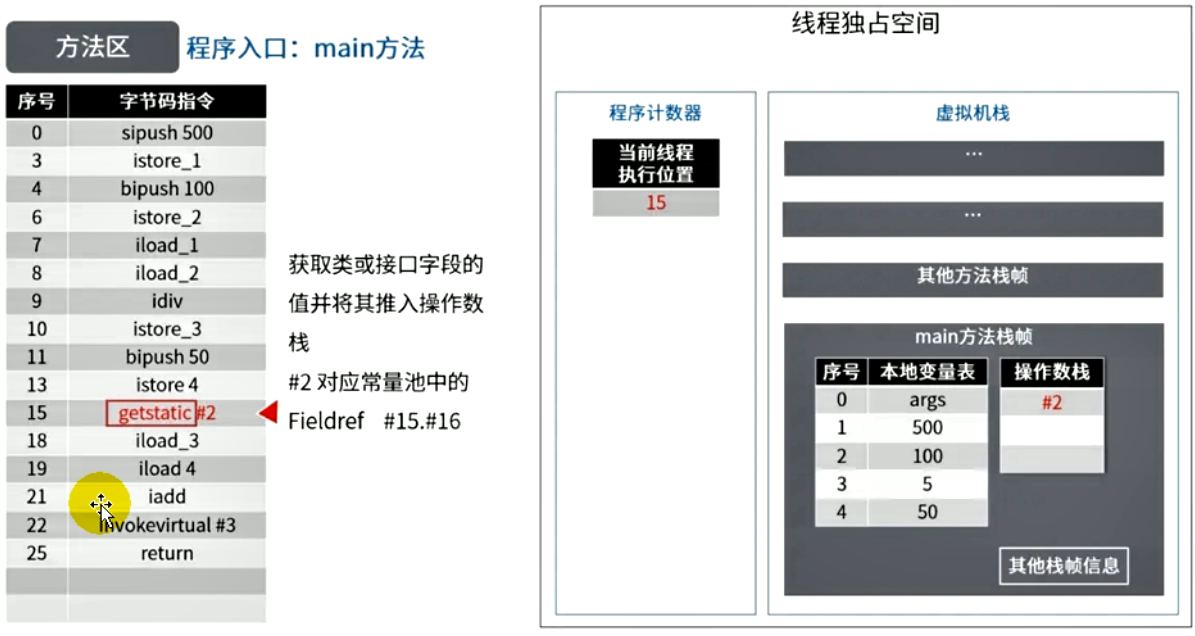 方法区 程序入口：main方法
序号 字节码指令
0 sipush 500
3 istore_1
4 bipush 100
6 istore_2
7 iload_1
8 iload_2
9 idiv
10 istore_3
11 bipush 50
13 istore 4
15 getstatic #2
18 iload_3
19 iload 4
21 iadd
22 invokevirtual #3
25 return
获取类或接口字段的
值并将其推入操作数
栈
#2 对应常量池中的
Fieldref #15.#16
线程独占空间
程序计数器
当前线程
执行位置
15
虚拟机栈
...
...
其他方法栈帧
main方法栈帧
序号 本地变量表
0 args
1 500
2 100
3 5
4 50
操作数栈
#2
其他栈帧信息